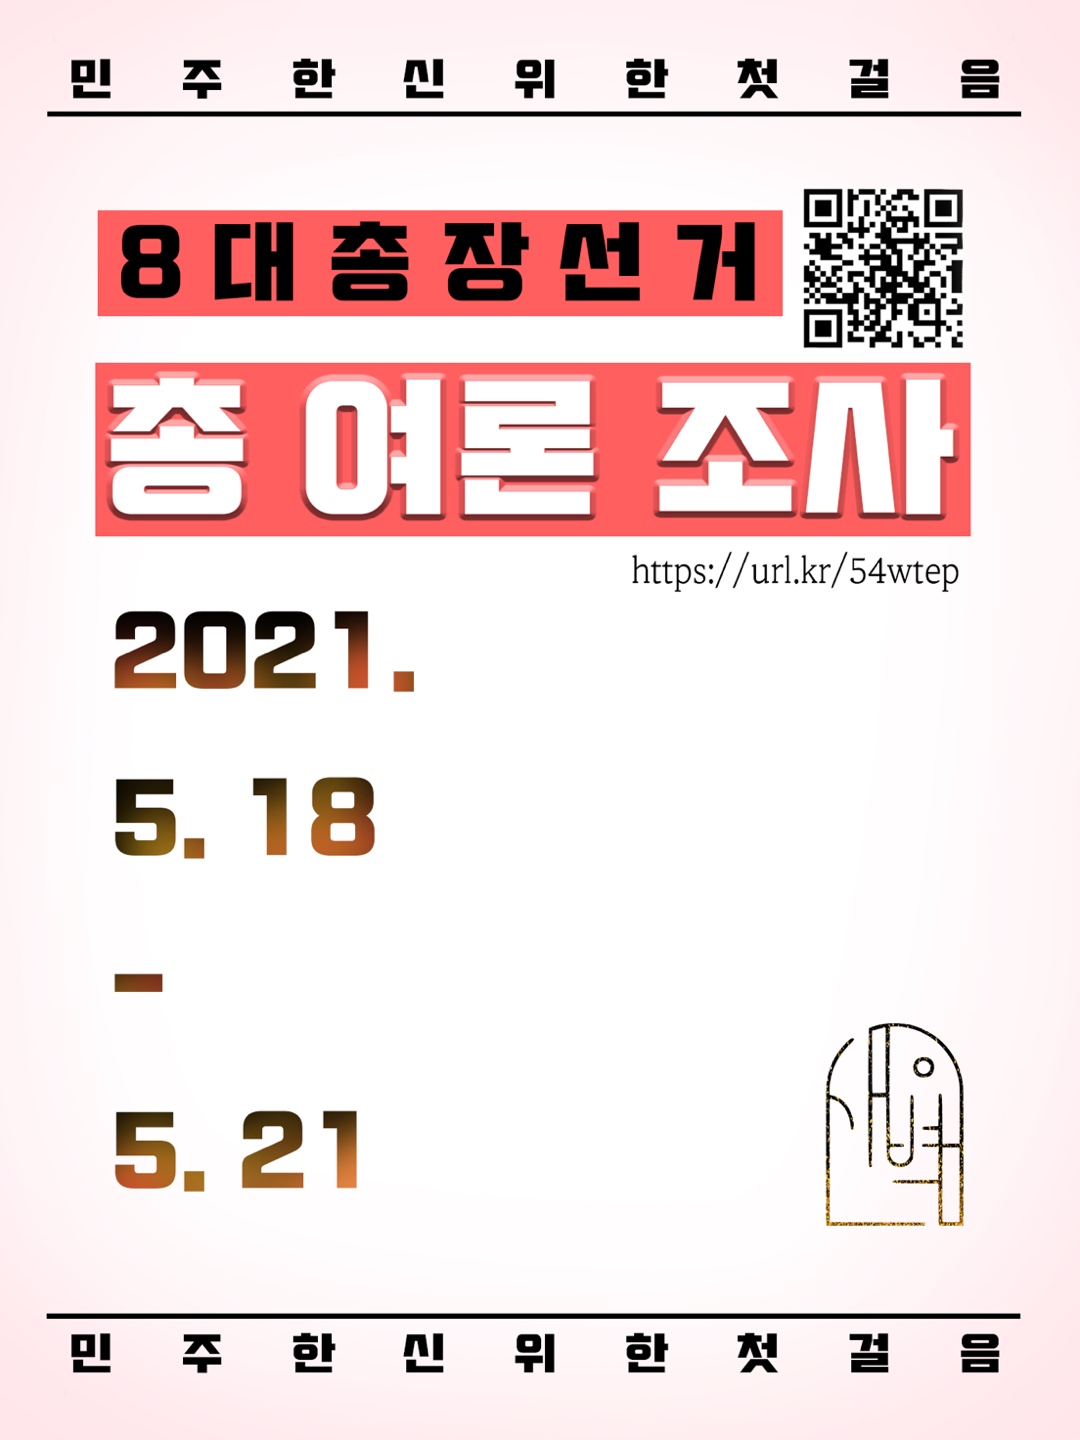 민주한신위한첫걸음
8대총장선거
총 여론 조사
https://url.kr/54wtep
2021.
5. 18
-
5. 21
민주한신위한첫걸음